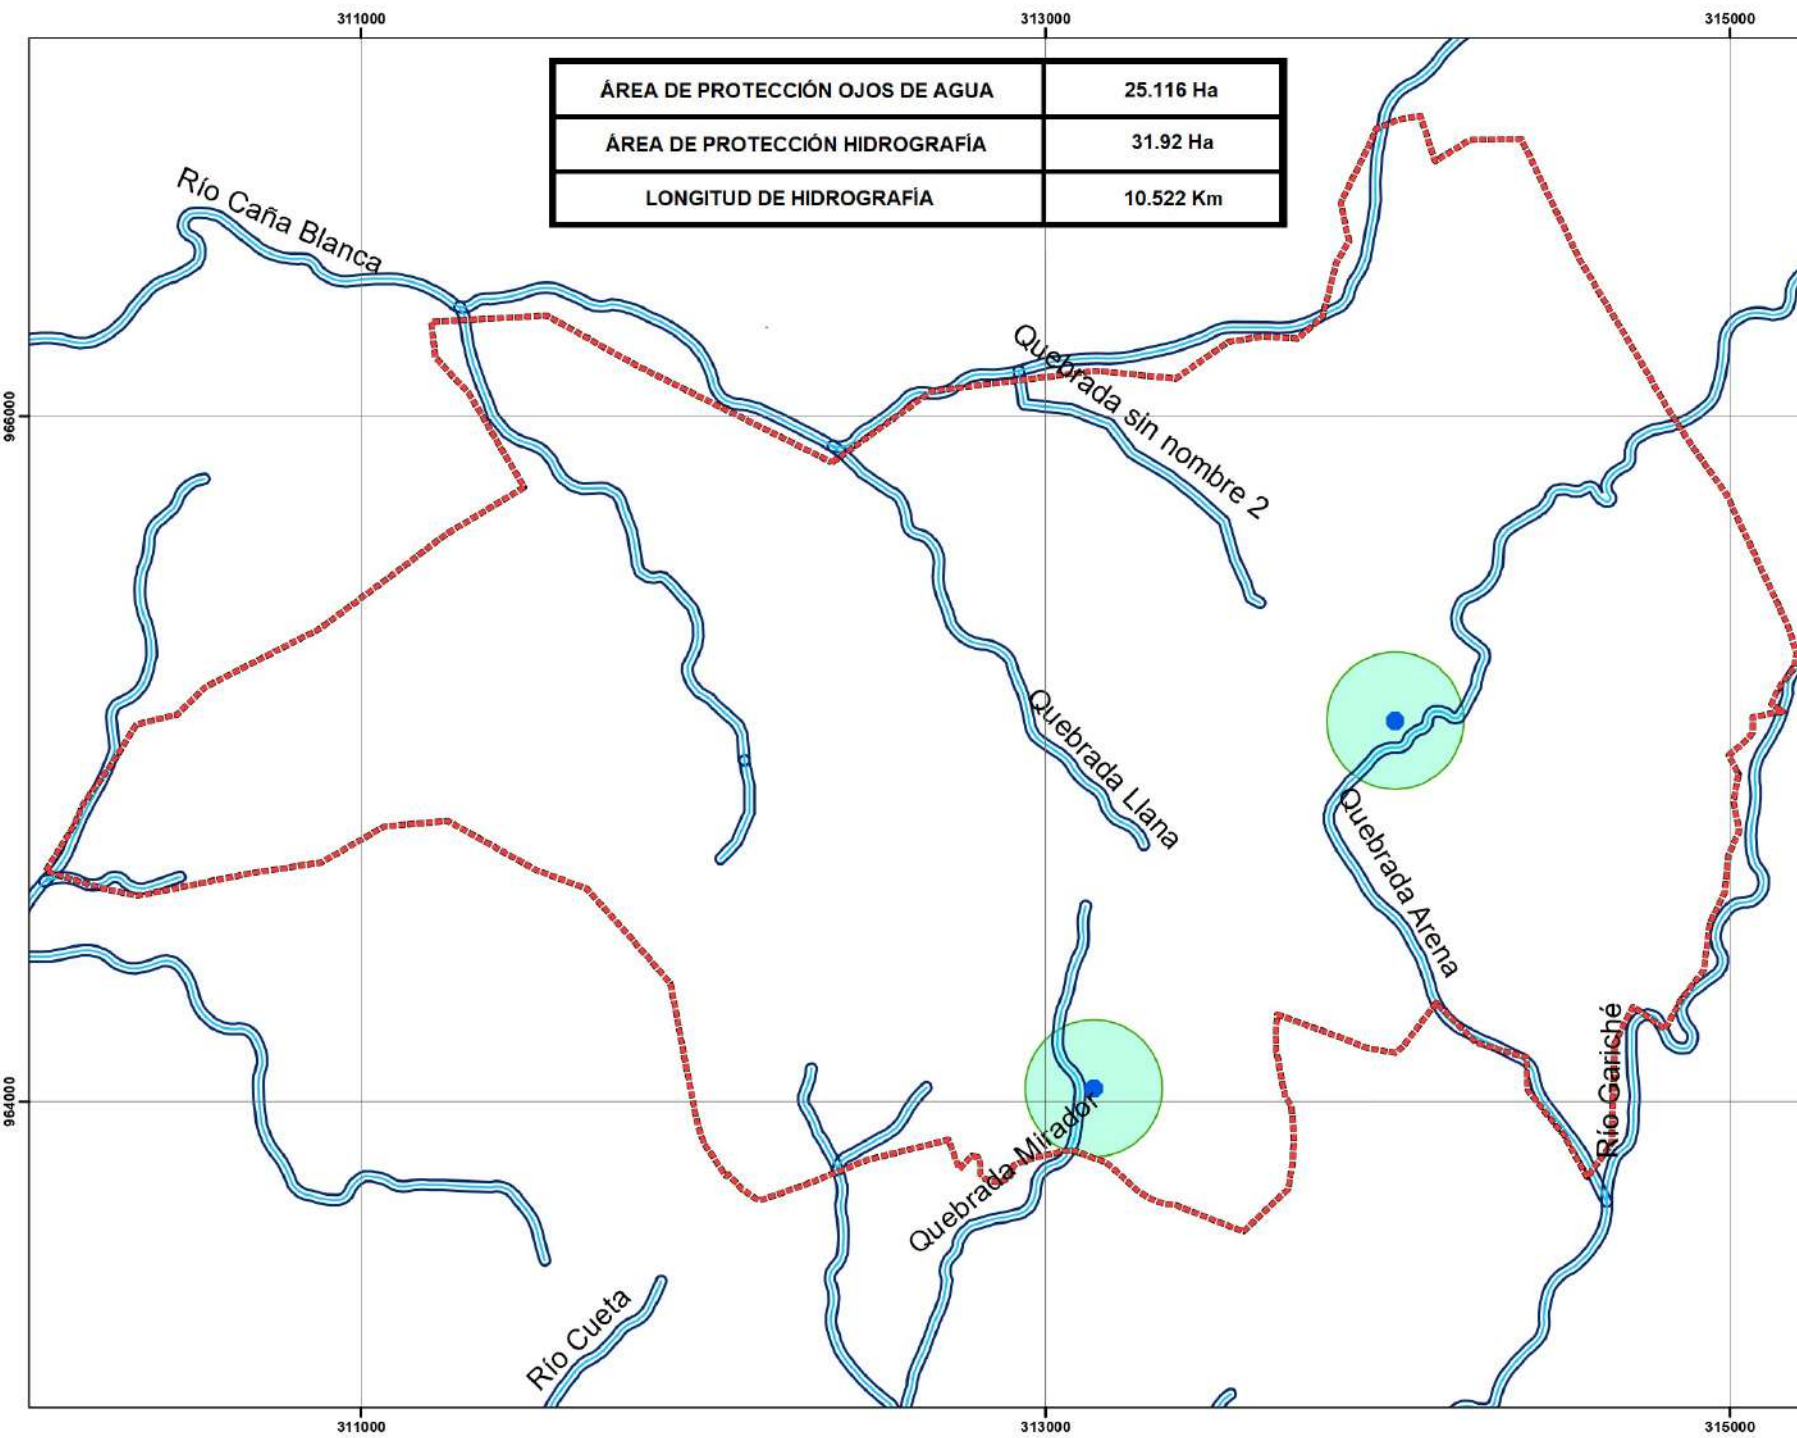 311000 313000 315000
ÁREA DE PROTECCIÓN OJOS DE AGUA 25.116 Ha
ÁREA DE PROTECCIÓN HIDROGRAFÍA 31.92 Ha
LONGITUD DE HIDROGRAFÍA 10.522 Km
Río Caña Blanca
Quebrada sin nombre 2
966000
Quebrada Llana
Quebrada Arena
Río Gariché
964000
Quebrada Mirador
Río Cueta
311000 313000 315000